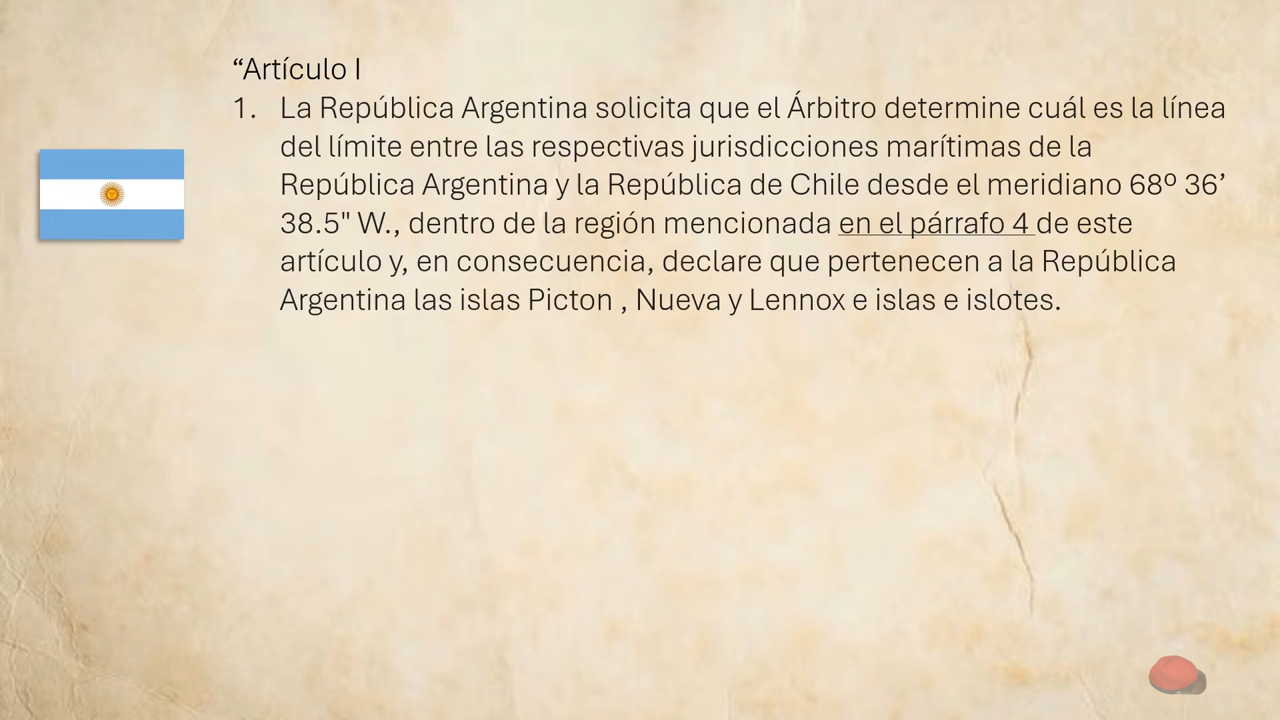 “Artículo I
1. La República Argentina solicita que el Árbitro determine cuál es la línea
del límite entre las respectivas jurisdicciones marítimas de la
República Argentina y la República de Chile desde el meridiano 68º 36’
38.5" W., dentro de la región mencionada en el párrafo 4 de este
artículo y, en consecuencia, declare que pertenecen a la República
Argentina las islas Picton , Nueva y Lennox e islas e islotes.